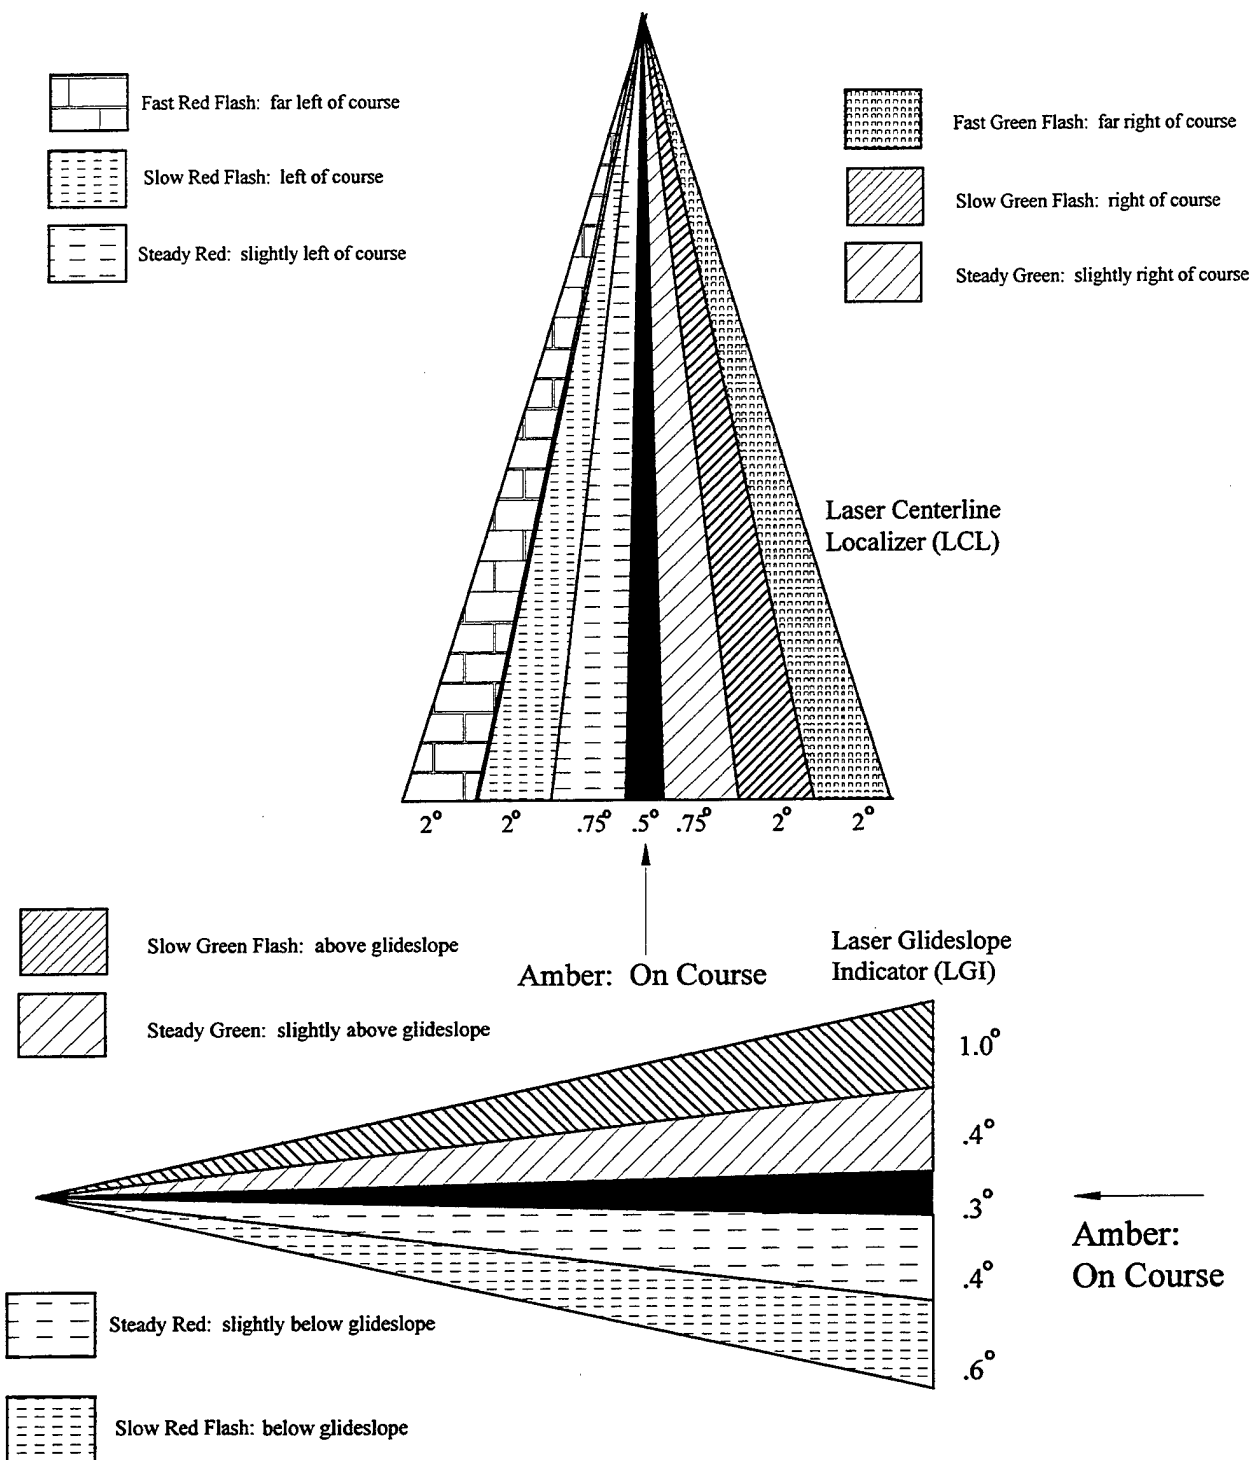 Fast Red Flash: far left of course
Slow Red Flash: left of course
Steady Red: slightly left of course
Fast Green Flash: far right of course
Slow Green Flash: right of course
Steady Green: slightly right of course
Laser Centerline
Localizer (LCL)
2° 2° .75° .5° .75° 2° 2°
Amber: On Course
Slow Green Flash: above glideslope
Steady Green: slightly above glideslope
Laser Glideslope
Indicator (LGI)
1.0°
.4°
.3°
.4°
.6°
Amber:
On Course
Steady Red: slightly below glideslope
Slow Red Flash: below glideslope